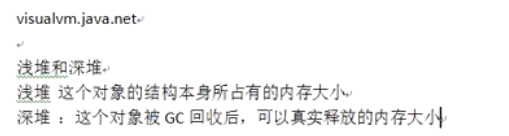 visualvm.java.net
浅堆和深堆
浅堆 这个对象的结构本身所占有的内存大小
深堆 ：这个对象被 GC 回收后，可以真实释放的内存大小